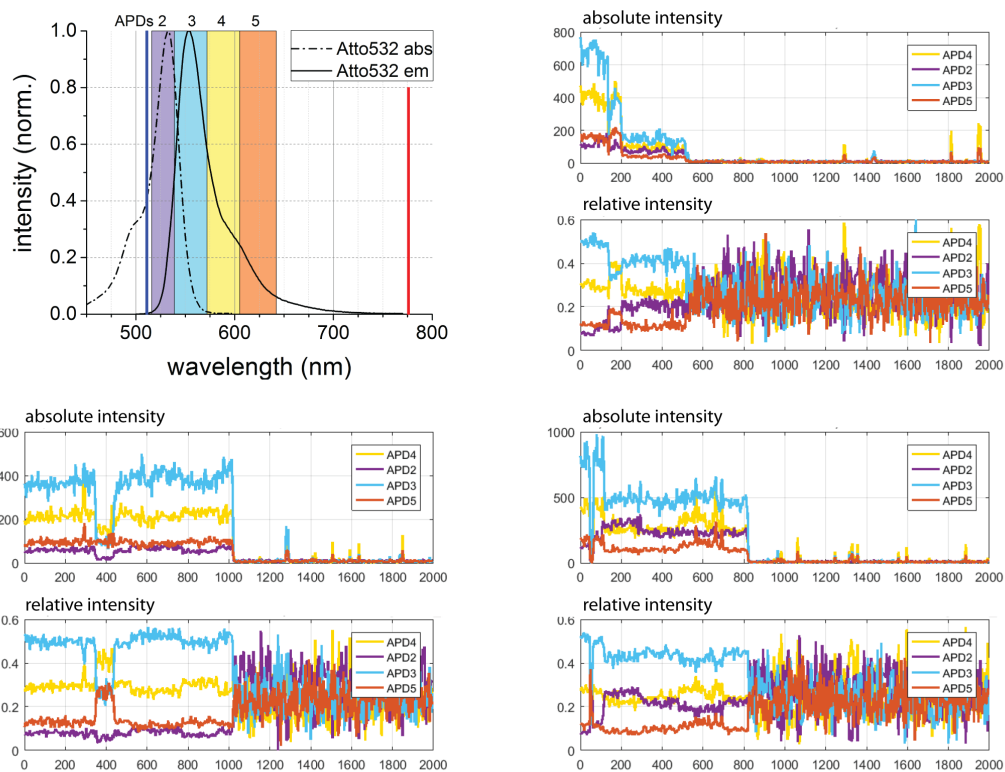 APDs 2 3 4 5
Atto532 abs
Atto532 em
1.0
0.8
0.6
0.4
0.2
0.0
intensity (norm.)
500 600 700 800
wavelength (nm)
absolute intensity
800
600
400
200
0
APD4
APD2
APD3
APD5
0 200 400 600 800 1000 1200 1400 1600 1800 2000
relative intensity
0.6
0.4
0.2
0
APD4
APD2
APD3
APD5
0 200 400 600 800 1000 1200 1400 1600 1800 2000
absolute intensity
600
400
200
0
APD4
APD2
APD3
APD5
0 200 400 600 800 1000 1200 1400 1600 1800 2000
relative intensity
0.6
0.4
0.2
0
APD4
APD2
APD3
APD5
0 200 400 600 800 1000 1200 1400 1600 1800 2000
absolute intensity
1000
500
0
APD4
APD2
APD3
APD5
0 200 400 600 800 1000 1200 1400 1600 1800 2000
relative intensity
0.6
0.4
0.2
0
APD4
APD2
APD3
APD5
0 200 400 600 800 1000 1200 1400 1600 1800 2000